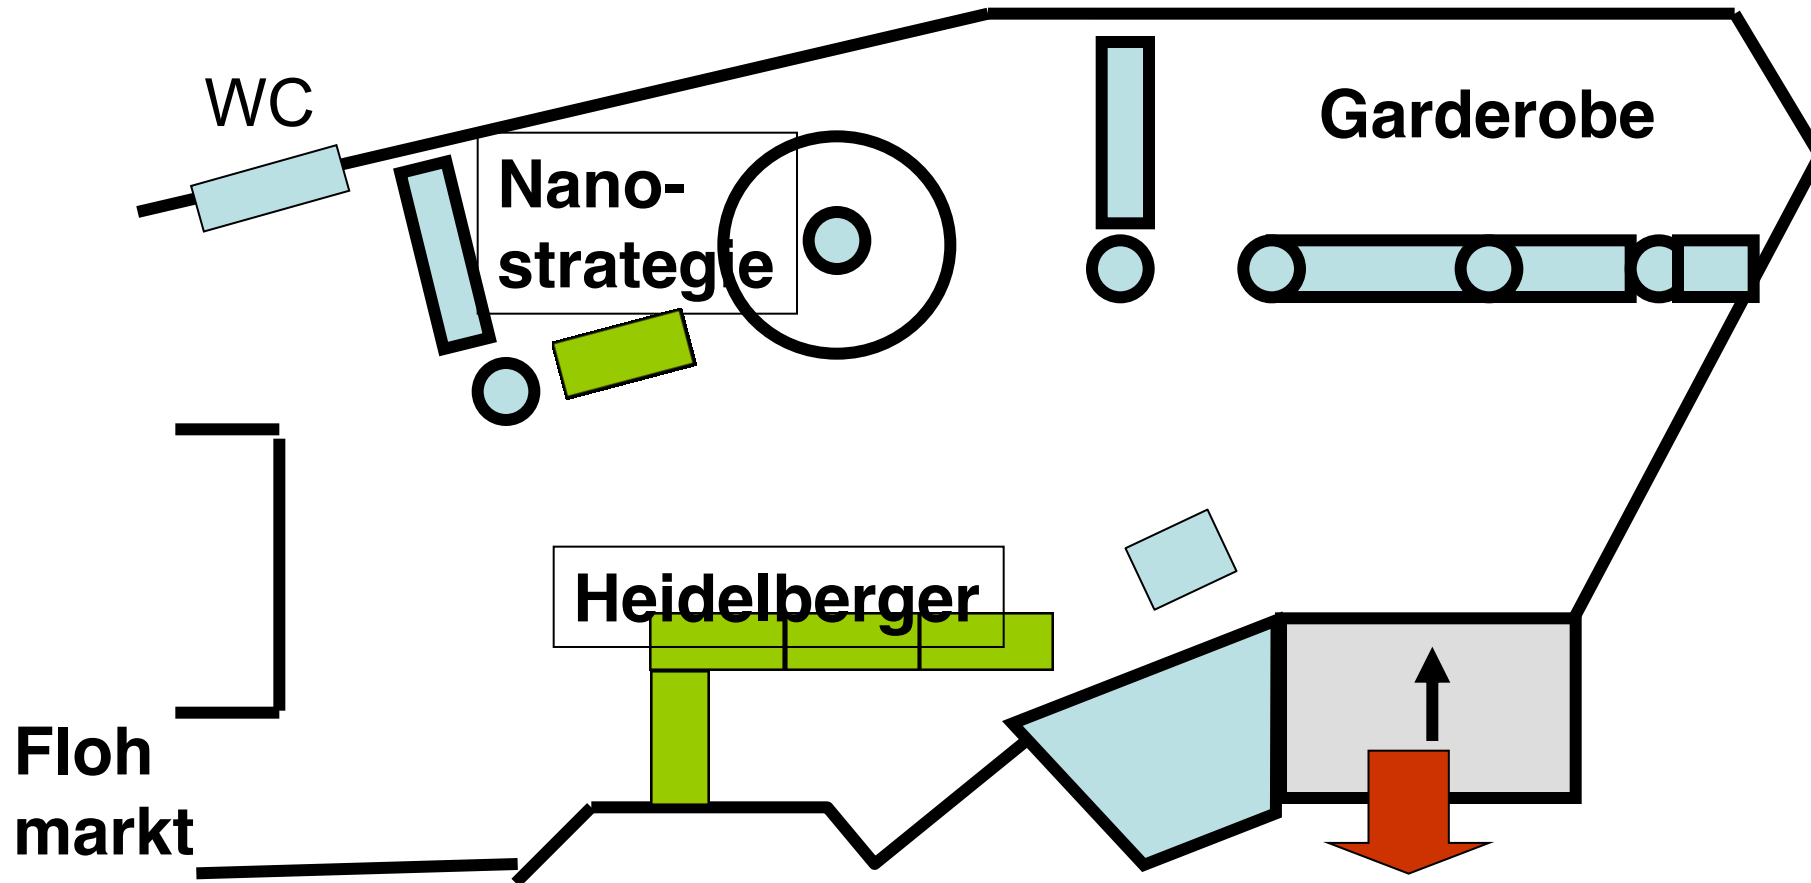 WC
Garderobe
Nano-
strategie
Heidelberger
Floh
markt